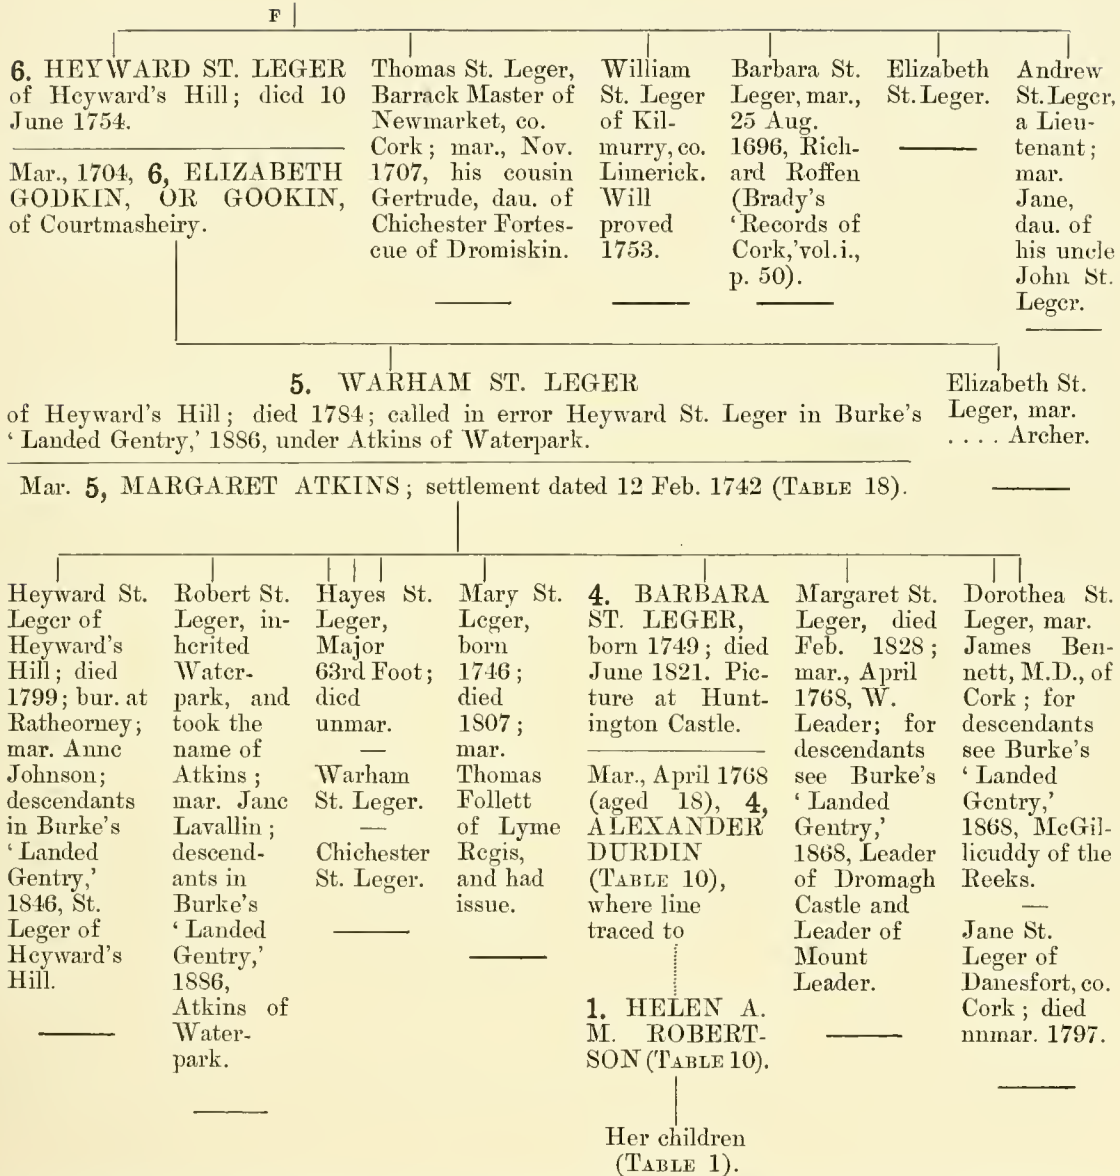 F
6. HEYWARD ST. LEGER
of Heyward's Hill; died 10
June 1754.
Mar., 1704, 6, ELIZABETH
GODKIN, OR GOOKIN,
of Courtmasheiry.
Thomas St. Leger,
Barrack Master of
Newmarket, co.
Cork; mar., Nov.
1707, his cousin
Gertrude, dau. of
Chichester Fortes-
cue of Dromiskin.
William
St. Leger
of Kil-
murry, co.
Limerick.
Will
proved
1753.
Barbara St.
Leger, mar.,
25 Aug.
1696, Rich-
ard Roffen
(Brady's
'Records of
Cork,' vol. i.,
p. 50).
Elizabeth
St. Leger.
Andrew
St. Leger,
a Lieu-
tenant;
mar.
Jane,
dau. of
his uncle
John St.
Leger.
5. WARHAM ST. LEGER
of Heyward's Hill; died 1784; called in error Heyward St. Leger in Burke's
'Landed Gentry,' 1886, under Atkins of Waterpark.
Elizabeth St.
Leger, mar.
.... Archer.
Mar. 5, MARGARET ATKINS; settlement dated 12 Feb. 1742 (TABLE 18).
Heyward St.
Leger of
Heyward's
Hill; died
1799; bur. at
Ratheorney;
mar. Anne
Johnson;
descendants
in Burke's
'Landed
Gentry,'
1846, St.
Leger of
Heyward's
Hill.
Robert St.
Leger, in-
herited
Water-
park, and
took the
name of
Atkins;
mar. Jane
Lavallin;
descend-
ants in
Burke's
'Landed
Gentry,'
1886,
Atkins of
Water-
park.
Hayes St.
Leger,
Major
63rd Foot;
died
unmar.
—
Warham
St. Leger.
—
Chichester
St. Leger.
Mary St.
Leger,
born
1746;
died
1807;
mar.
Thomas
Follett
of Lyme
Regis,
and had
issue.
4. BARBARA
ST. LEGER,
born 1749; died
June 1821. Pic-
ture at Hunt-
ington Castle.
Mar., April 1768
(aged 18), 4,
ALEXANDER
DURDIN
(TABLE 10),
where line
traced to
1. HELEN A.
M. ROBERT-
SON (TABLE 10).
Her children
(TABLE 1).
Margaret St.
Leger, died
Feb. 1828;
mar., April
1768, W.
Leader; for
descendants
see Burke's
'Landed
Gentry,'
1868, Leader
of Dromagh
Castle and
Leader of
Mount
Leader.
Dorothea St.
Leger, mar.
James Ben-
nett, M.D., of
Cork; for
descendants
see Burke's
'Landed
Gentry,'
1868, McGil-
licuddy of the
Reeks.
—
Jane St.
Leger of
Danesfort, co.
Cork; died
unmar. 1797.